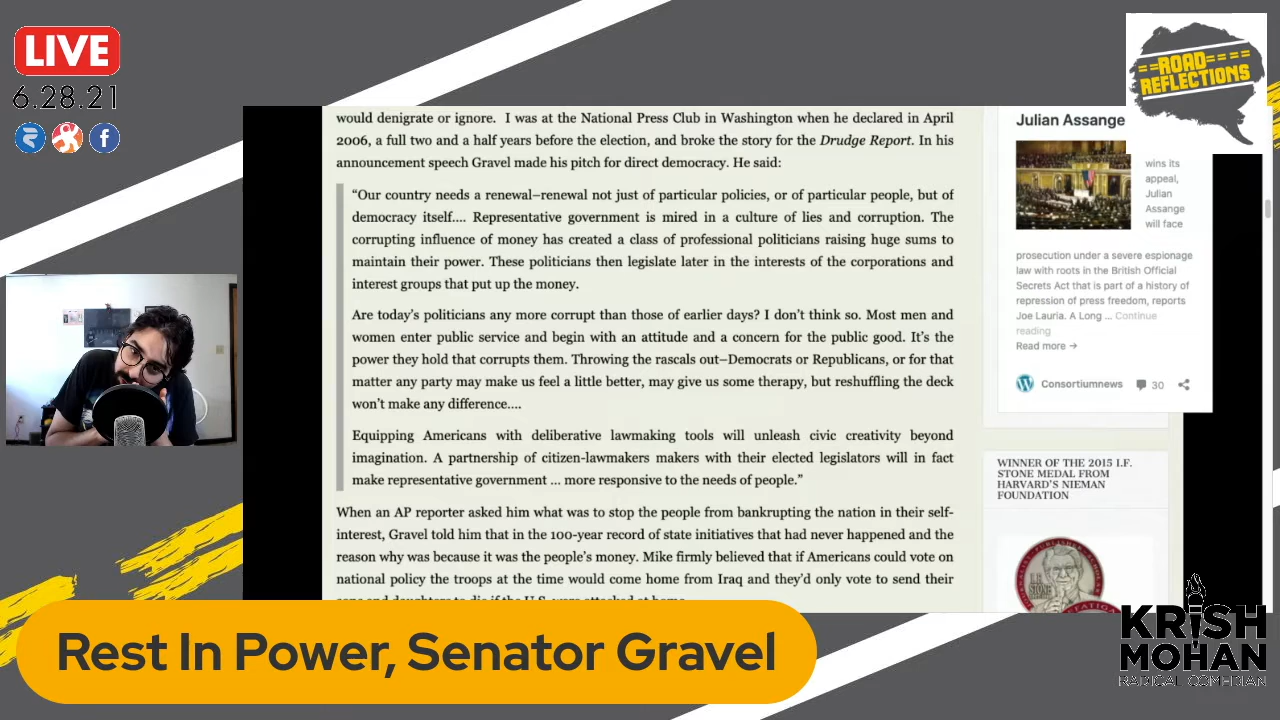 LIVE
6.28.21
==ROAD==
REFLECTIONS
would denigrate or ignore. I was at the National Press Club in Washington when he declared in April
2006, a full two and a half years before the election, and broke the story for the Drudge Report. In his
announcement speech Gravel made his pitch for direct democracy. He said:
“Our country needs a renewal–renewal not just of particular policies, or of particular people, but of
democracy itself.... Representative government is mired in a culture of lies and corruption. The
corrupting influence of money has created a class of professional politicians raising huge sums to
maintain their power. These politicians then legislate later in the interests of the corporations and
interest groups that put up the money.
Are today’s politicians any more corrupt than those of earlier days? I don’t think so. Most men and
women enter public service and begin with an attitude and a concern for the public good. It’s the
power they hold that corrupts them. Throwing the rascals out–Democrats or Republicans, or for that
matter any party may make us feel a little better, may give us some therapy, but reshuffling the deck
won’t make any difference....
Equipping Americans with deliberative lawmaking tools will unleash civic creativity beyond
imagination. A partnership of citizen-lawmakers makers with their elected legislators will in fact
make representative government ... more responsive to the needs of people.”
When an AP reporter asked him what was to stop the people from bankrupting the nation in their self-
interest, Gravel told him that in the 100-year record of state initiatives that had never happened and the
reason why was because it was the people’s money. Mike firmly believed that if Americans could vote on
national policy the troops at the time would come home from Iraq and they’d only vote to send their
Julian Assange
wins its
appeal,
Julian
Assange
will face
prosecution under a severe espionage
law with roots in the British Official
Secrets Act that is part of a history of
repression of press freedom, reports
Joe Lauria. A Long ... Continue
reading
Read more →
Consortiumnews 30
WINNER OF THE 2015 I.F.
STONE MEDAL FROM
HARVARD’S NIEMAN
FOUNDATION
Rest In Power, Senator Gravel
KRISH
MOHAN
RADICAL COMEDIAN